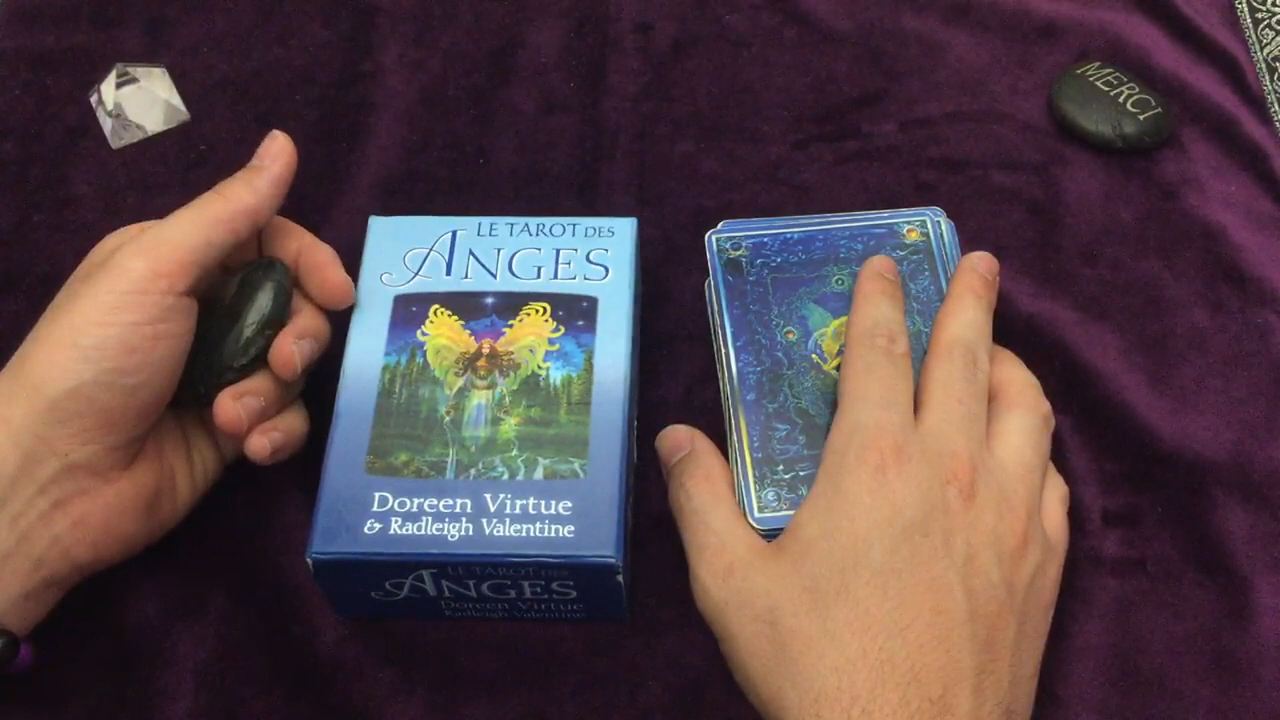 MERCI
LE TAROT DES
ANGES
Doreen Virtue
& Radleigh Valentine
LE TAROT DES
ANGES
Doreen Virtue
Radleigh Valentine